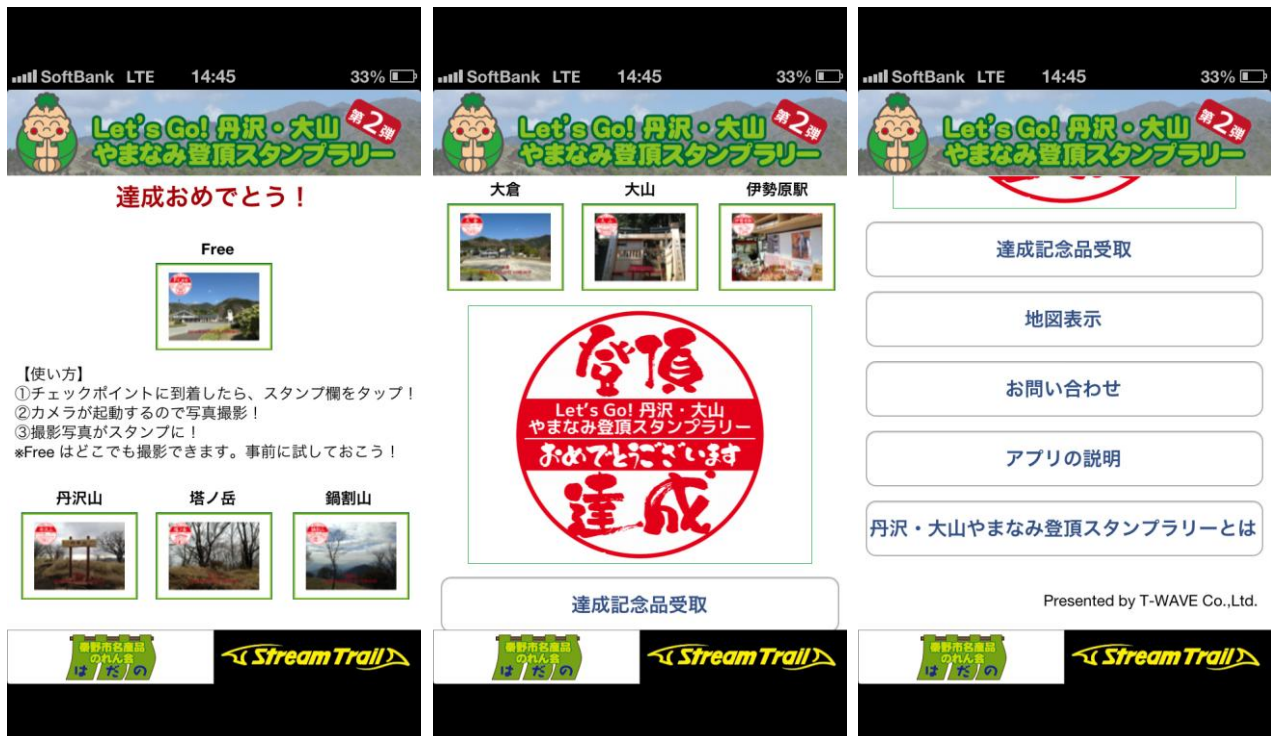 SoftBank LTE 14:45 33%
Let's Go! 丹沢・大山
やまなみ登頂スタンプラリー
第2弾
達成おめでとう!
Free
【使い方】
①チェックポイントに到着したら、スタンプ欄をタップ!
②カメラが起動するので写真撮影!
③撮影写真がスタンプに!
※Free はどこでも撮影できます。事前に試しておこう!
丹沢山 塔ノ岳 鍋割山
秦野市名産品
のれん会
はだの
Stream Trail
SoftBank LTE 14:45 33%
Let's Go! 丹沢・大山
やまなみ登頂スタンプラリー
第2弾
大倉 大山 伊勢原駅
登頂
Let's Go! 丹沢・大山
やまなみ登頂スタンプラリー
おめでとうございます
達成
達成記念品受取
秦野市名産品
のれん会
はだの
Stream Trail
SoftBank LTE 14:45 33%
Let's Go! 丹沢・大山
やまなみ登頂スタンプラリー
第2弾
達成記念品受取
地図表示
お問い合わせ
アプリの説明
丹沢・大山やまなみ登頂スタンプラリーとは
Presented by T-WAVE Co.,Ltd.
秦野市名産品
のれん会
はだの
Stream Trail